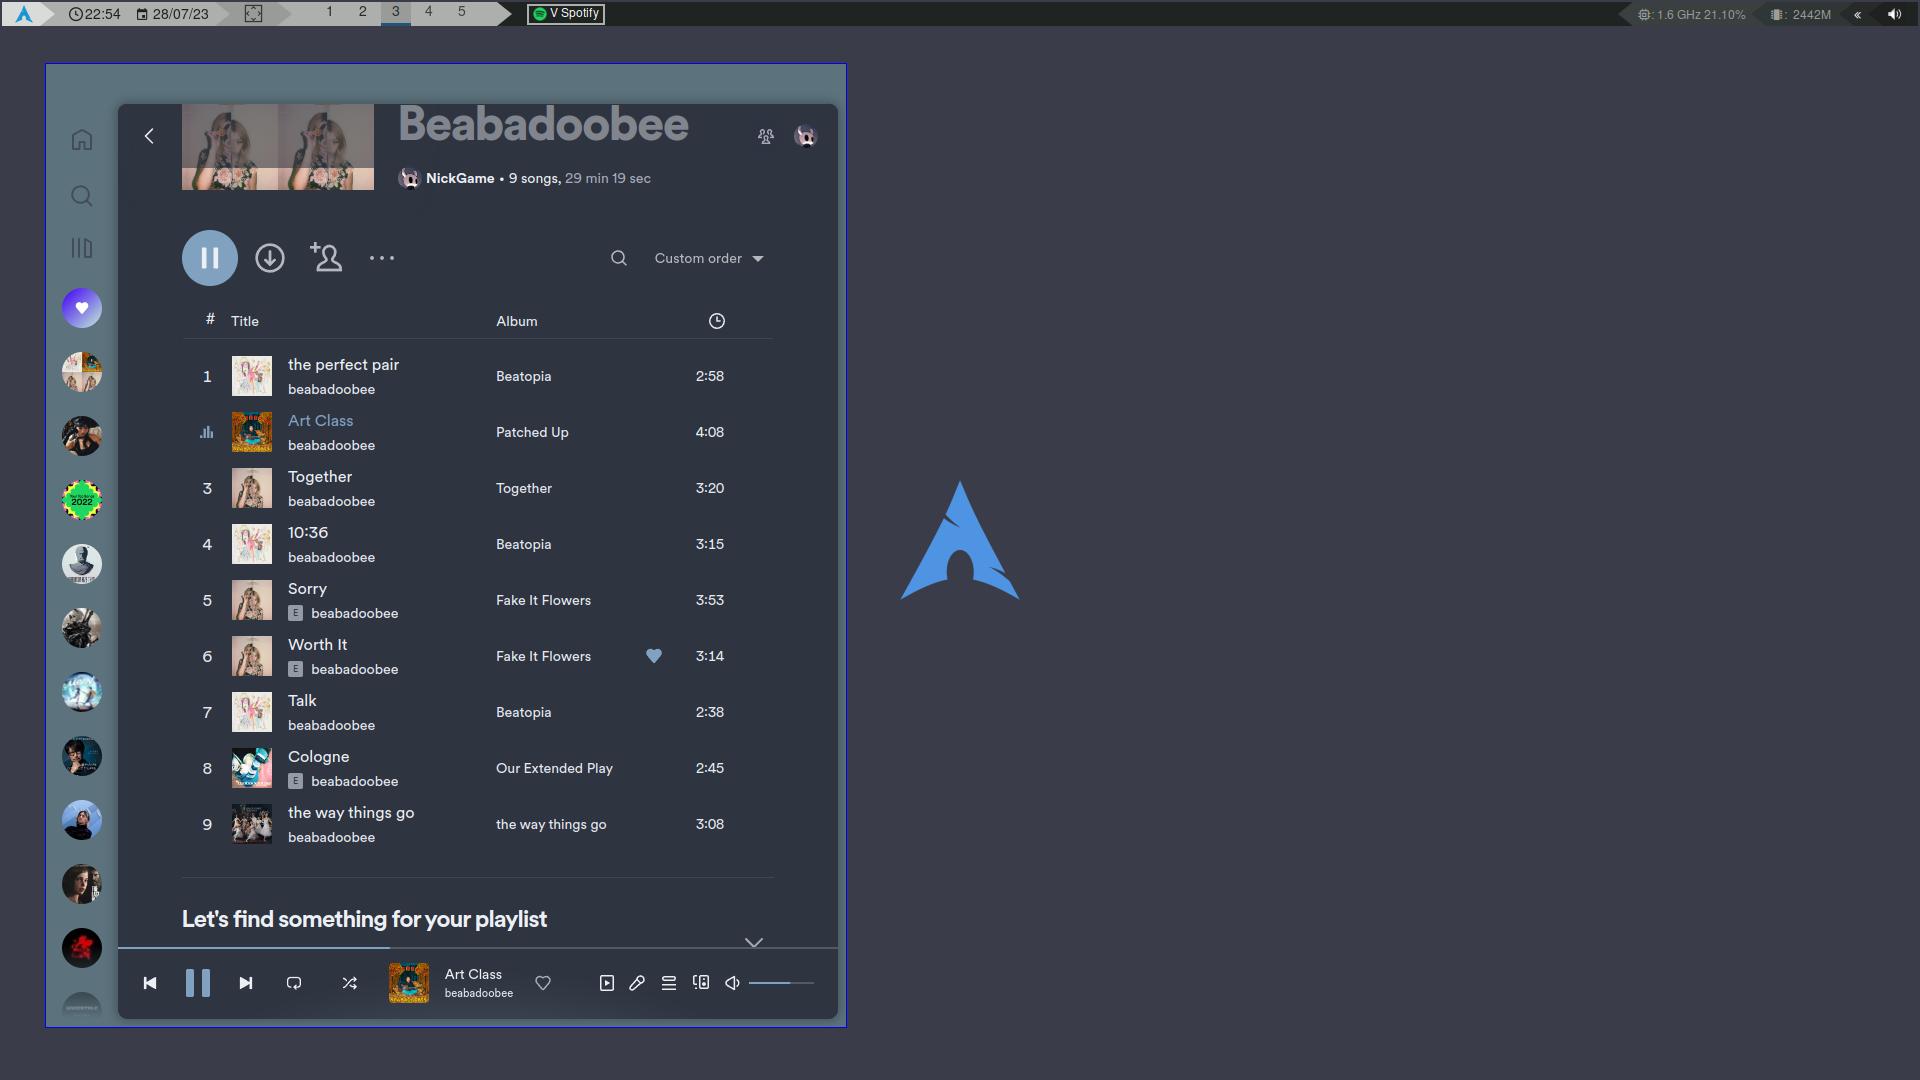 22:54 28/07/23 1 2 3 4 5 V Spotify : 1.6 GHz 21.10% : 2442M «
Beabadoobee
NickGame • 9 songs, 29 min 19 sec
Custom order
# Title Album
1 the perfect pair Beatopia 2:58
beabadoobee
Art Class Patched Up 4:08
beabadoobee
3 Together Together 3:20
beabadoobee
4 10:36 Beatopia 3:15
beabadoobee
5 Sorry Fake It Flowers 3:53
E beabadoobee
6 Worth It Fake It Flowers 3:14
E beabadoobee
7 Talk Beatopia 2:38
beabadoobee
8 Cologne Our Extended Play 2:45
E beabadoobee
9 the way things go the way things go 3:08
beabadoobee
2022
Let's find something for your playlist
Art Class
beabadoobee